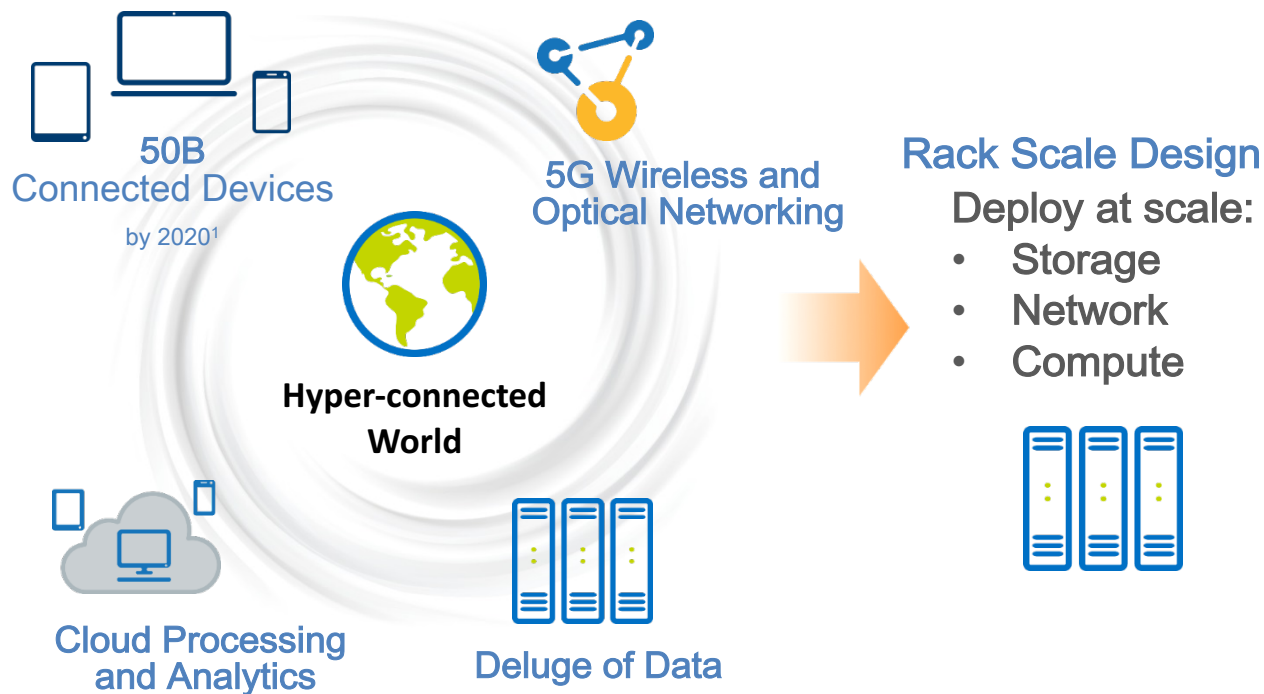 50B
Connected Devices
by 2020¹
5G Wireless and
Optical Networking
Hyper-connected
World
Cloud Processing
and Analytics
Deluge of Data
Rack Scale Design
Deploy at scale:
• Storage
• Network
• Compute